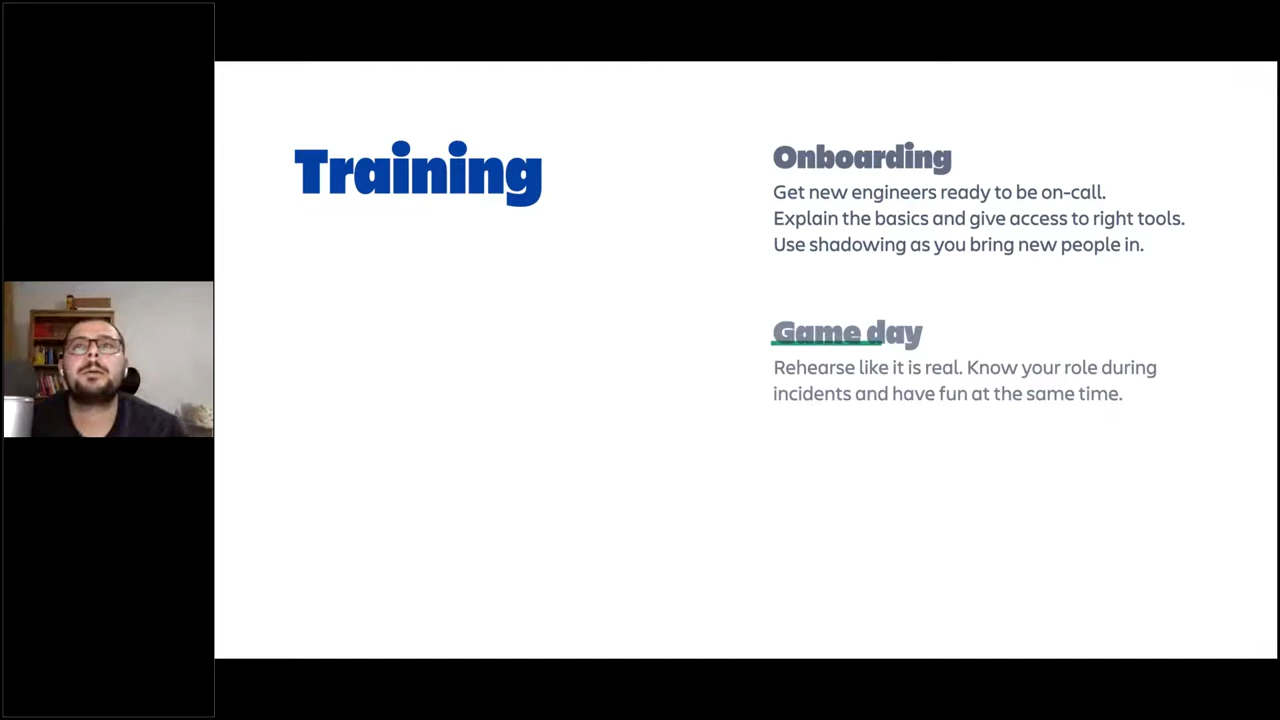 Training
Onboarding
Get new engineers ready to be on-call.
Explain the basics and give access to right tools.
Use shadowing as you bring new people in.
Game day
Rehearse like it is real. Know your role during
incidents and have fun at the same time.